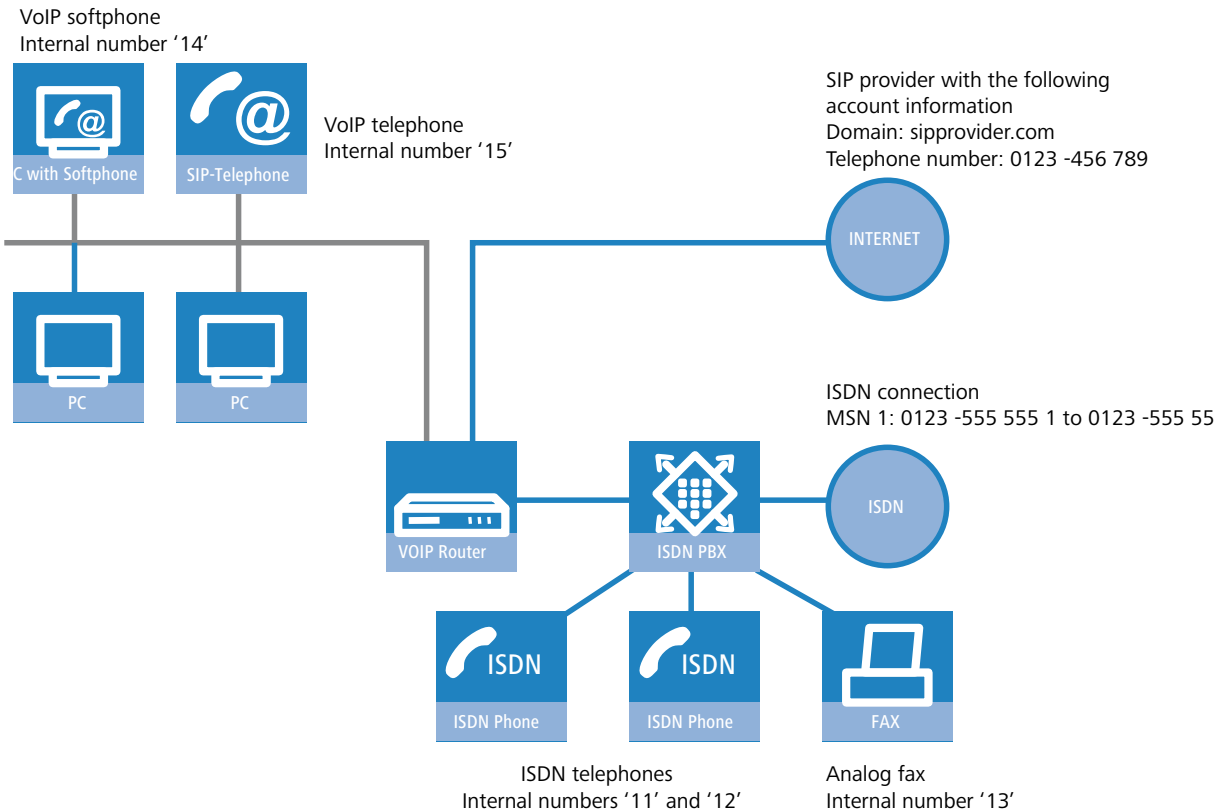 VoIP softphone
Internal number ‘14’
C with Softphone
SIP-Telephone
VoIP telephone
Internal number ‘15’
SIP provider with the following
account information
Domain: sipprovider.com
Telephone number: 0123 -456 789
INTERNET
PC
PC
ISDN connection
MSN 1: 0123 -555 555 1 to 0123 -555 55
ISDN
VOIP Router
ISDN PBX
ISDN
ISDN Phone
ISDN
ISDN Phone
FAX
ISDN telephones
Internal numbers ‘11’ and ‘12’
Analog fax
Internal number ‘13’